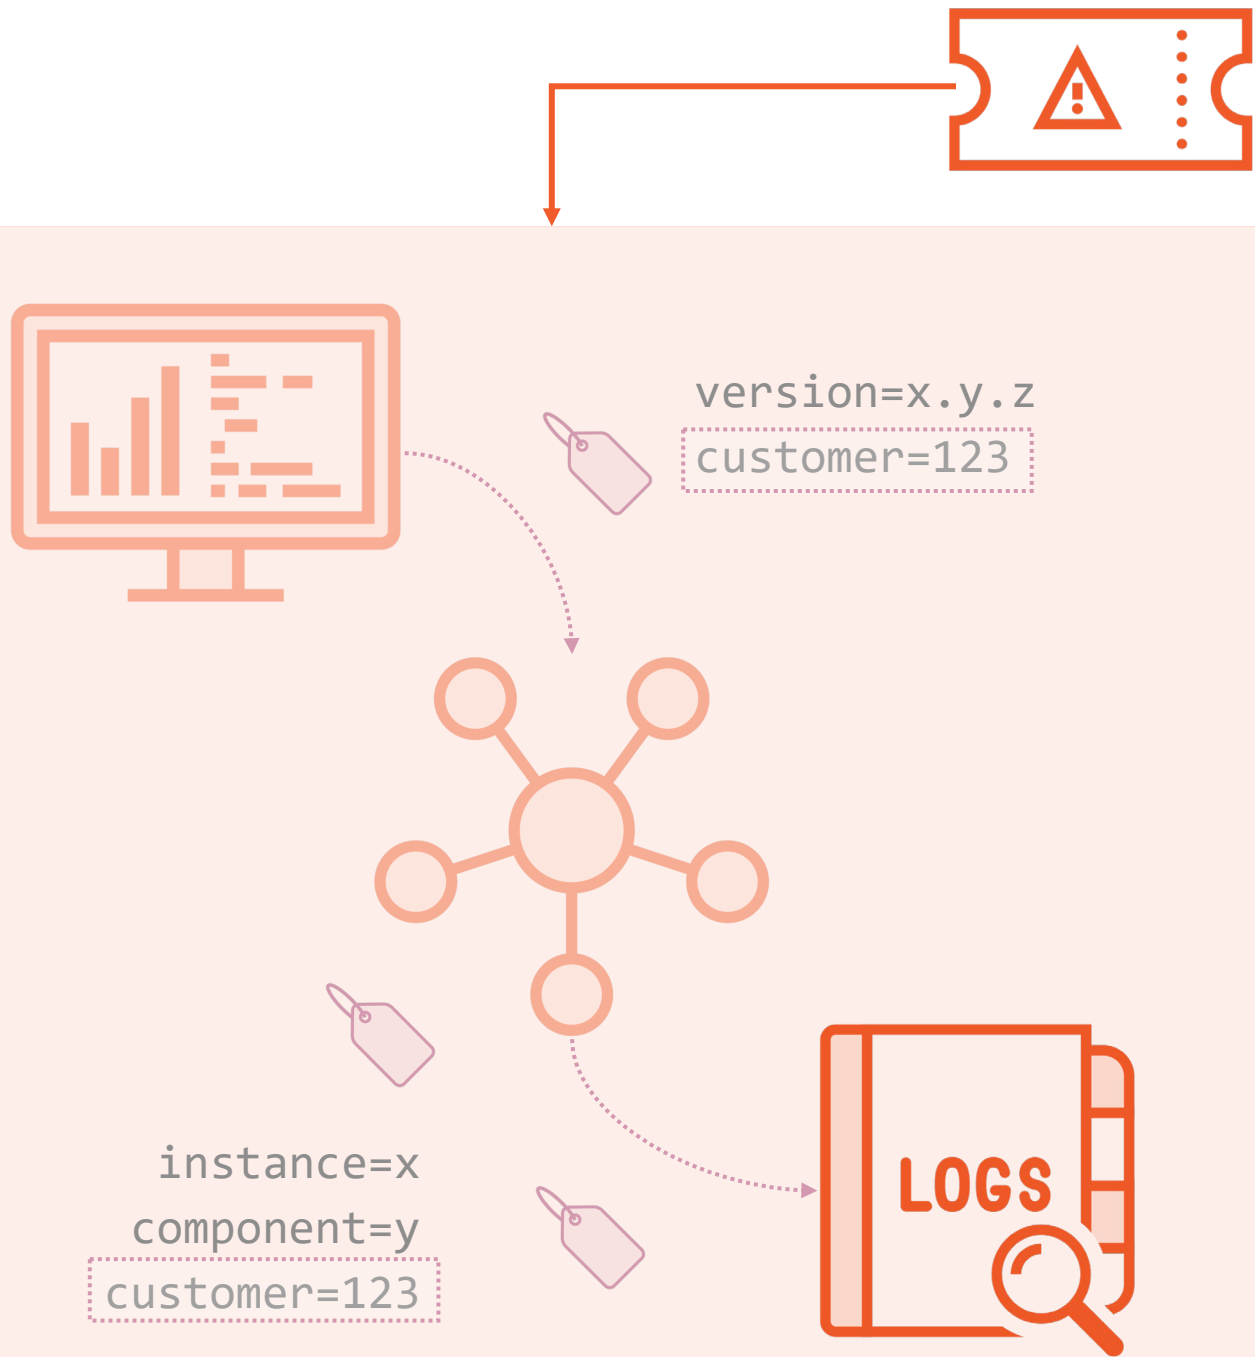 version=x.y.z
customer=123
instance=x
component=y
customer=123
LOGS